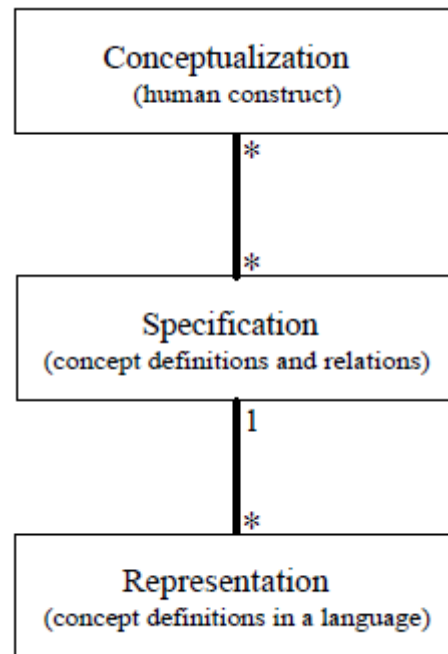 Conceptualization
(human construct)
*
*
Specification
(concept definitions and relations)
1
*
Representation
(concept definitions in a language)